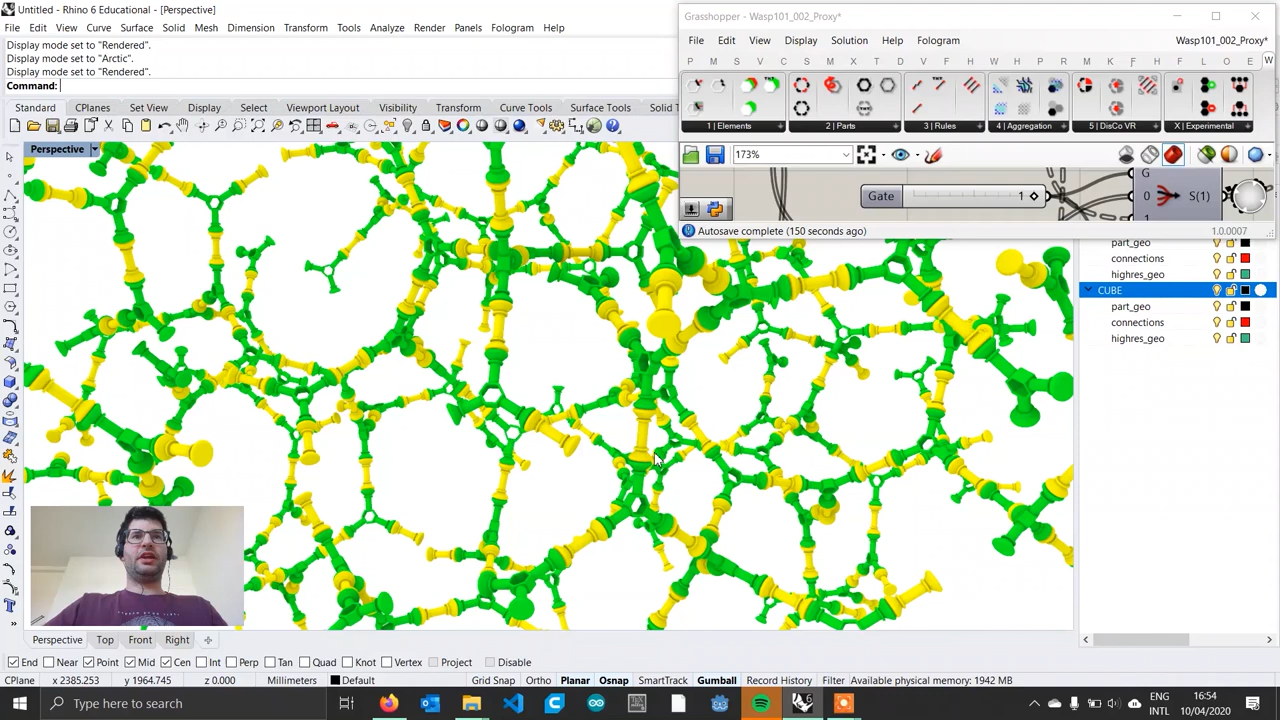 Untitled - Rhino 6 Educational - [Perspective]
File Edit View Curve Surface Solid Mesh Dimension Transform Tools Analyze Render Panels Fologram Help
Display mode set to "Rendered".
Display mode set to "Arctic".
Display mode set to "Rendered".
Command:
Standard CPlanes Set View Display Select Viewport Layout Visibility Transform Curve Tools Surface Tools Solid T
Perspective
Grasshopper - Wasp101_002_Proxy*
File Edit View Display Solution Help Fologram Wasp101_002_Proxy*
P M S V C S M X I M D T W A K F L O E W
1 | Elements 2 | Parts 3 | Rules 4 | Aggregation 5 | DisCo VR X | Experimental
173%
G
Gate 1 0 S(1)
1
Autosave complete (150 seconds ago) 1.0.0007
part_geo
connections
highres_geo
CUBE
part_geo
connections
highres_geo
Perspective Top Front Right
End Near Point Mid Cen Int Perp Tan Quad Knot Vertex Project Disable
CPlane x 2385.253 y 1964.745 z 0.000 Millimeters Default Grid Snap Ortho Planar Osnap SmartTrack Gumball Record History Filter Available physical memory: 1942 MB
Type here to search
ENG 16:54
INTL 10/04/2020